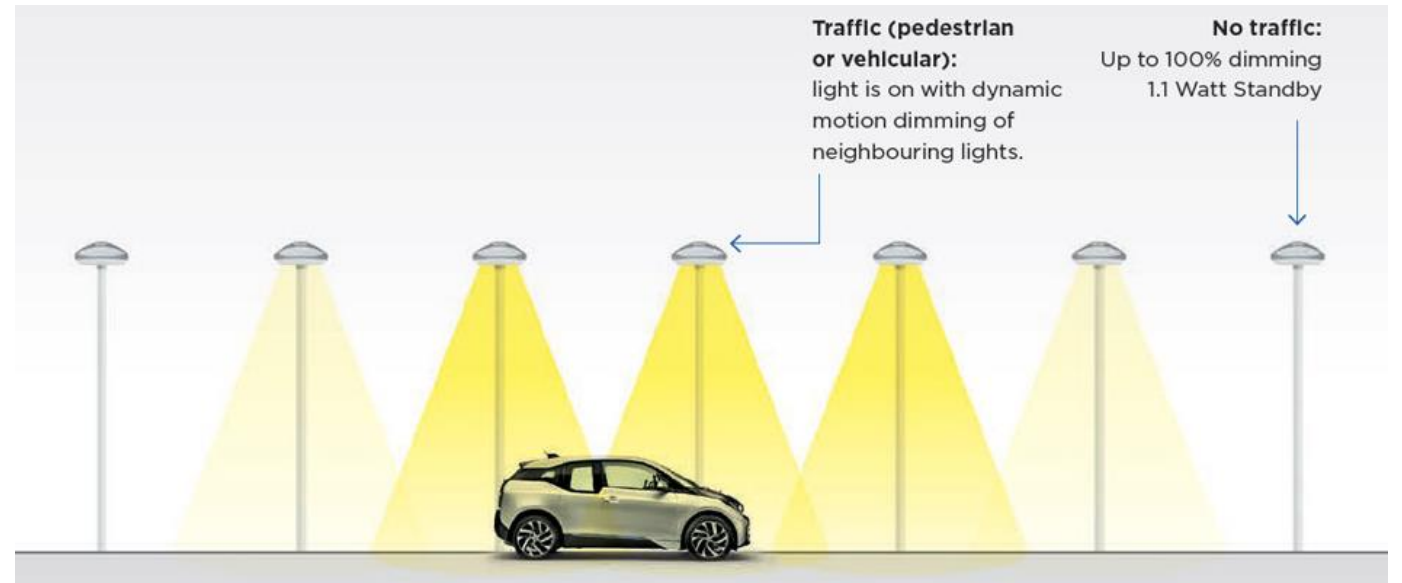 Traffic (pedestrian
or vehicular):
light is on with dynamic
motion dimming of
neighbouring lights.
No traffic:
Up to 100% dimming
1.1 Watt Standby